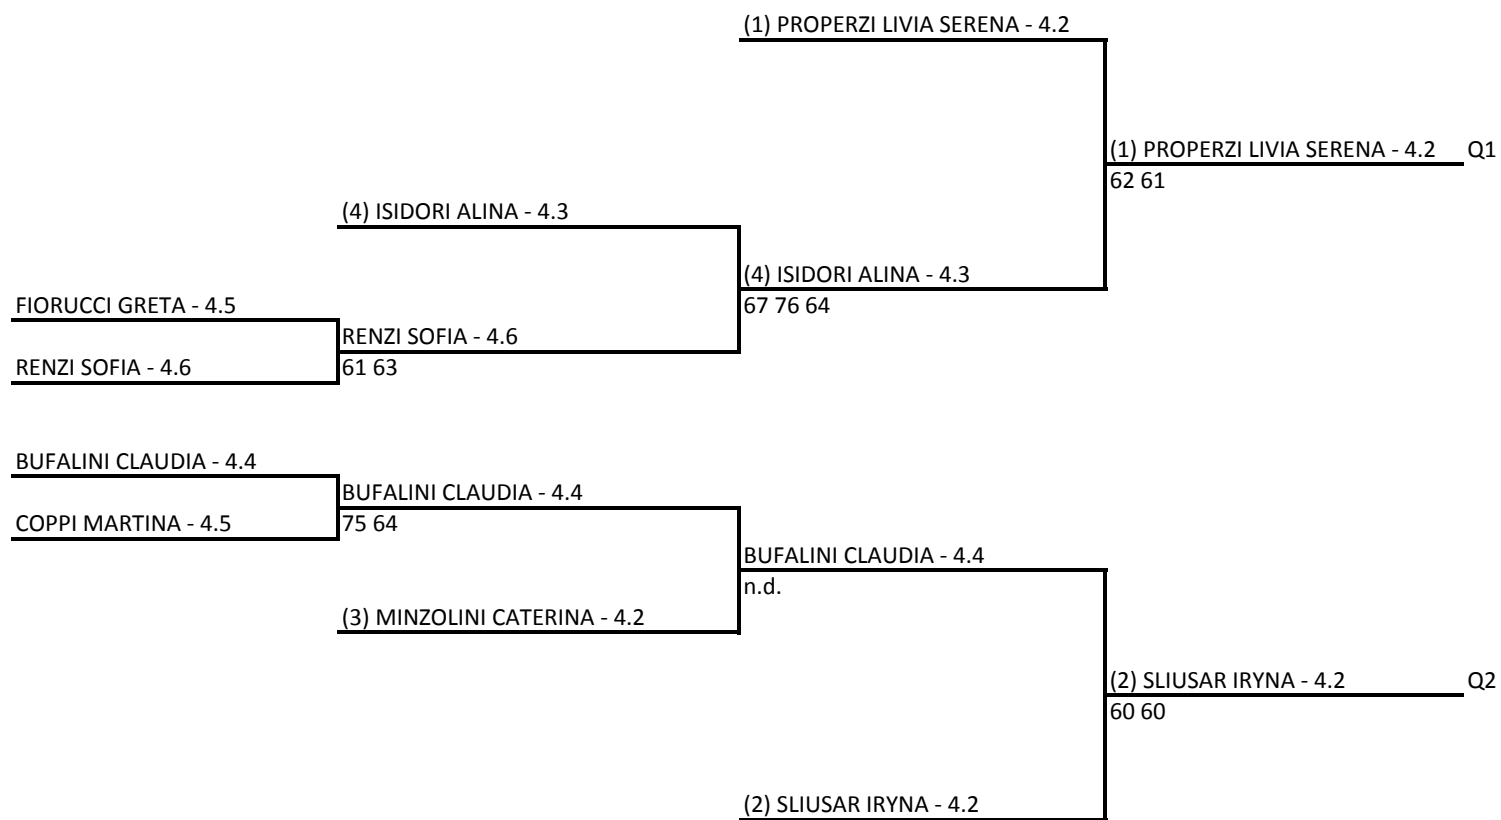 (1) PROPERZI LIVIA SERENA - 4.2
(1) PROPERZI LIVIA SERENA - 4.2 Q1
62 61
(4) ISIDORI ALINA - 4.3
(4) ISIDORI ALINA - 4.3
67 76 64
FIORUCCI GRETA - 4.5
RENZI SOFIA - 4.6
61 63
RENZI SOFIA - 4.6
BUFALINI CLAUDIA - 4.4
BUFALINI CLAUDIA - 4.4
75 64
COPPI MARTINA - 4.5
BUFALINI CLAUDIA - 4.4
n.d.
(3) MINZOLINI CATERINA - 4.2
(2) SLIUSAR IRYNA - 4.2 Q2
60 60
(2) SLIUSAR IRYNA - 4.2